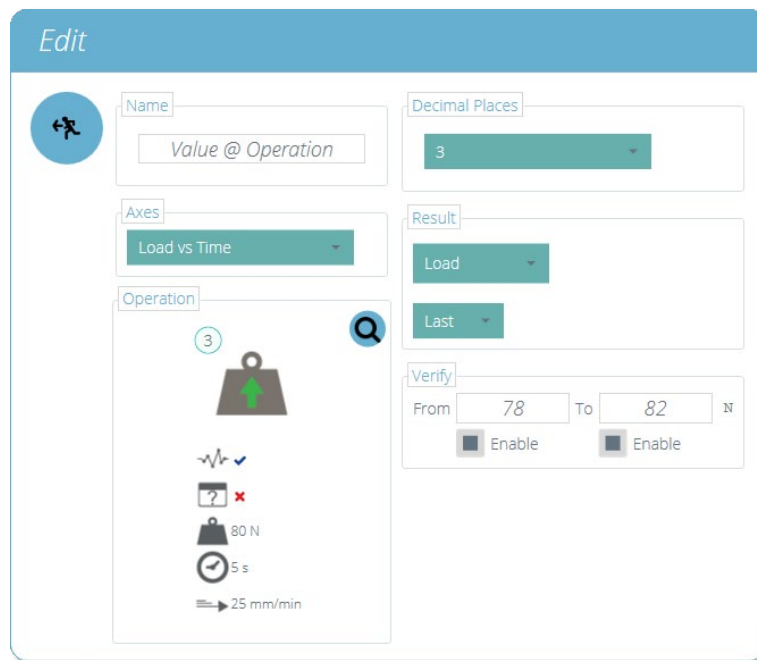 Edit
Name
Value @ Operation
Decimal Places
3
Axes
Load vs Time
Result
Load
Last
Operation
3
?
80 N
5 s
25 mm/min
Verify
From 78 To 82 N
Enable Enable